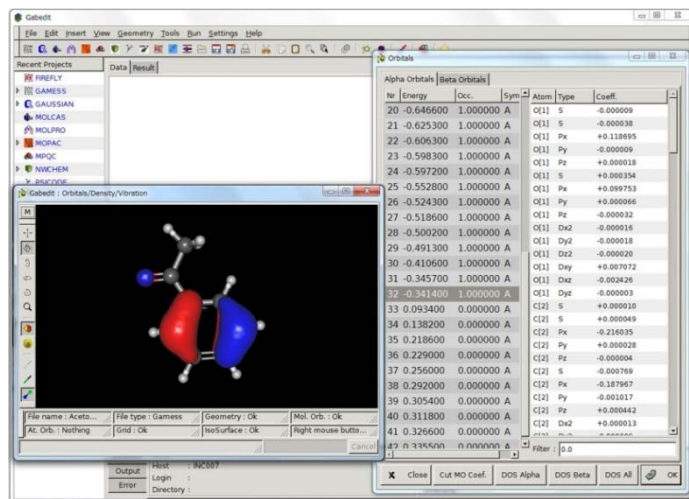 Gabedit
File Edit Insert View Geometry Tools Run Settings Help
Recent Projects
FIREFLY
GAMESS
GAUSSIAN
MOLCAS
MOLPRO
MOPAC
MPQC
NWCHEM
PSICODE
Data Result
Gabedit : Orbitals/Density/Vibration
M
File name : Aceto... File type : Gamess Geometry : Ok Mol. Orb. : Ok
At. Orb. : Nothing Grid : Ok IsoSurface : Ok Right mouse butto...
Cancel
Output
Error
Host : INC007
Login :
Directory :
Orbitals
Alpha Orbitals Beta Orbitals
Nr Energy Occ. Sym
20 -0.646600 1.000000 A
21 -0.625300 1.000000 A
22 -0.606300 1.000000 A
23 -0.598300 1.000000 A
24 -0.597200 1.000000 A
25 -0.552800 1.000000 A
26 -0.524300 1.000000 A
27 -0.518600 1.000000 A
28 -0.500200 1.000000 A
29 -0.491300 1.000000 A
30 -0.410600 1.000000 A
31 -0.345700 1.000000 A
32 -0.341400 1.000000 A
33 0.093400 0.000000 A
34 0.138200 0.000000 A
35 0.218600 0.000000 A
36 0.229000 0.000000 A
37 0.256000 0.000000 A
38 0.292000 0.000000 A
39 0.305400 0.000000 A
40 0.311800 0.000000 A
41 0.326600 0.000000 A
42 0.335500 0.000000 A
Atom Type Coeff.
O[1] S -0.000009
O[1] S -0.000038
O[1] Px +0.118695
O[1] Py -0.000009
O[1] Pz +0.000018
O[1] S +0.000354
O[1] Px +0.099753
O[1] Py +0.000066
O[1] Pz -0.000032
O[1] Dx2 -0.000016
O[1] Dy2 -0.000018
O[1] Dz2 -0.000020
O[1] Dxy +0.007072
O[1] Dxz -0.002426
O[1] Dyz -0.000003
C[2] S +0.000010
C[2] S +0.000049
C[2] Px -0.216035
C[2] Py +0.000028
C[2] Pz -0.000004
C[2] S -0.000769
C[2] Px -0.187967
C[2] Py -0.001017
C[2] Pz +0.000442
C[2] Dx2 +0.000013
Filter : 0.0
Close Cut MO Coef. DOS Alpha DOS Beta DOS All OK